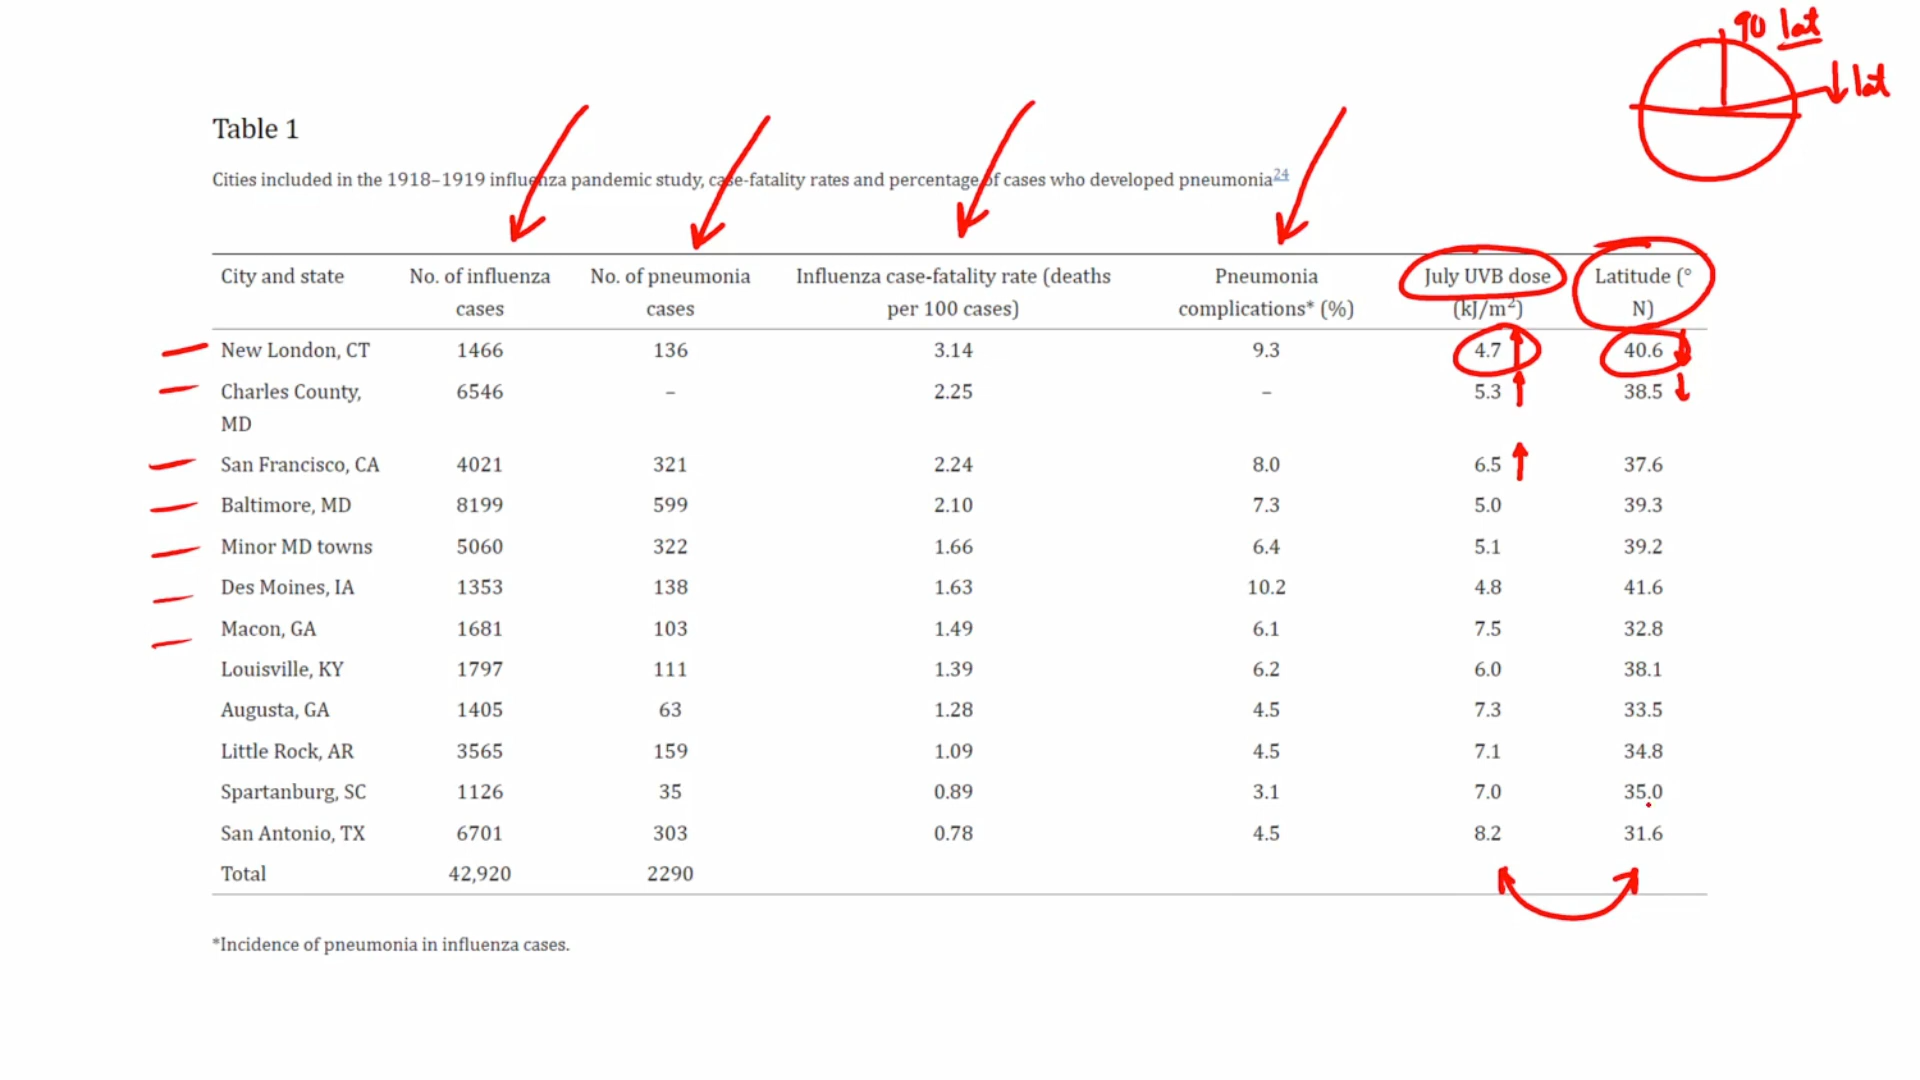 90 lat
↓ lat
Table 1
Cities included in the 1918–1919 influenza pandemic study, case-fatality rates and percentage of cases who developed pneumonia24
City and state No. of influenza cases No. of pneumonia cases Influenza case-fatality rate (deaths per 100 cases) Pneumonia complications* (%) July UVB dose (kJ/m²) Latitude (° N)
New London, CT 1466 136 3.14 9.3 4.7 40.6
Charles County, MD 6546 – 2.25 – 5.3 38.5
San Francisco, CA 4021 321 2.24 8.0 6.5 37.6
Baltimore, MD 8199 599 2.10 7.3 5.0 39.3
Minor MD towns 5060 322 1.66 6.4 5.1 39.2
Des Moines, IA 1353 138 1.63 10.2 4.8 41.6
Macon, GA 1681 103 1.49 6.1 7.5 32.8
Louisville, KY 1797 111 1.39 6.2 6.0 38.1
Augusta, GA 1405 63 1.28 4.5 7.3 33.5
Little Rock, AR 3565 159 1.09 4.5 7.1 34.8
Spartanburg, SC 1126 35 0.89 3.1 7.0 35.0
San Antonio, TX 6701 303 0.78 4.5 8.2 31.6
Total 42,920 2290
*Incidence of pneumonia in influenza cases.